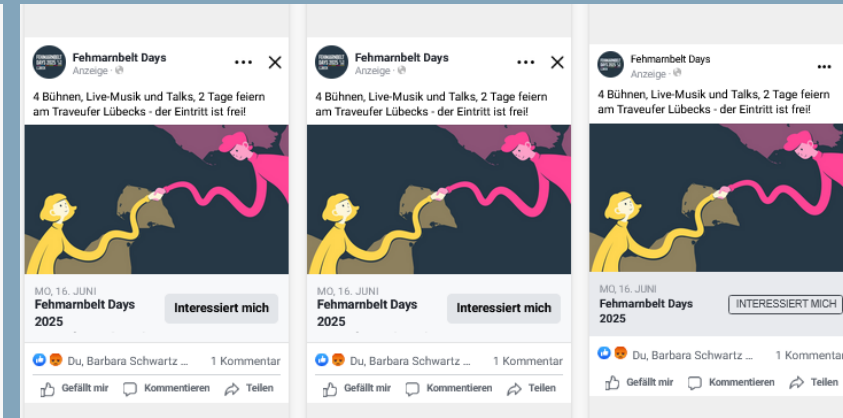 Fehmarnbelt Days
Anzeige ·
4 Bühnen, Live-Musik und Talks, 2 Tage feiern
am Traveufer Lübecks - der Eintritt ist frei!
MO, 16. JUNI
Fehmarnbelt Days
2025
Interessiert mich
Du, Barbara Schwartz ...
1 Kommentar
Gefällt mir
Kommentieren
Teilen
Fehmarnbelt Days
Anzeige ·
4 Bühnen, Live-Musik und Talks, 2 Tage feiern
am Traveufer Lübecks - der Eintritt ist frei!
MO, 16. JUNI
Fehmarnbelt Days
2025
Interessiert mich
Du, Barbara Schwartz ...
1 Kommentar
Gefällt mir
Kommentieren
Teilen
Fehmarnbelt Days
Anzeige ·
4 Bühnen, Live-Musik und Talks, 2 Tage feiern
am Traveufer Lübecks - der Eintritt ist frei!
MO, 16. JUNI
Fehmarnbelt Days
2025
INTERESSIERT MICH
Du, Barbara Schwartz ...
1 Kommentar
Gefällt mir
Kommentieren
Teilen